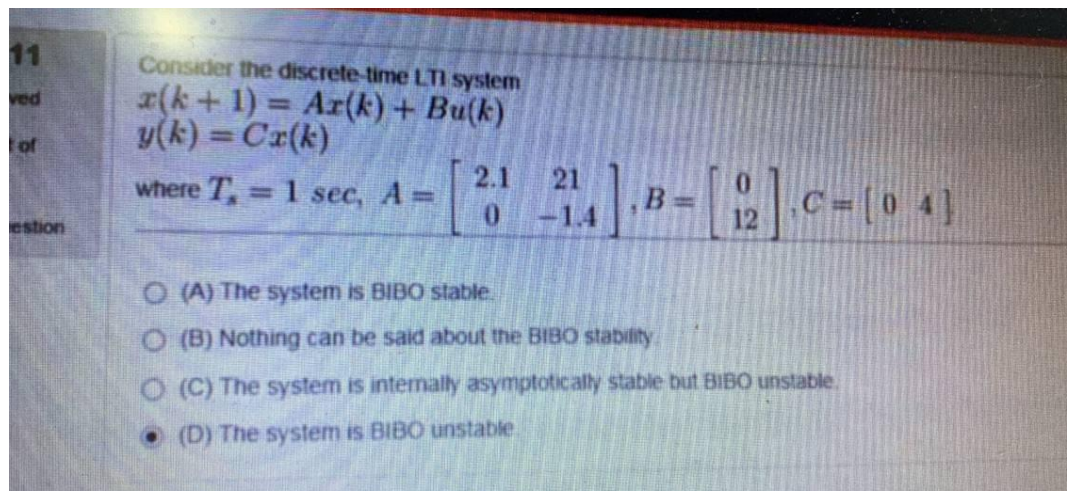 11
ved
of
estion
Consider the discrete-time LTI system
x(k + 1) = Ax(k) + Bu(k)
y(k) = Cx(k)
where Tₛ = 1 sec, A = [ 2.1 21 ; 0 −1.4 ], B = [ 0 ; 12 ], C = [ 0 4 ]
(A) The system is BIBO stable.
(B) Nothing can be said about the BIBO stability.
(C) The system is internally asymptotically stable but BIBO unstable.
(D) The system is BIBO unstable